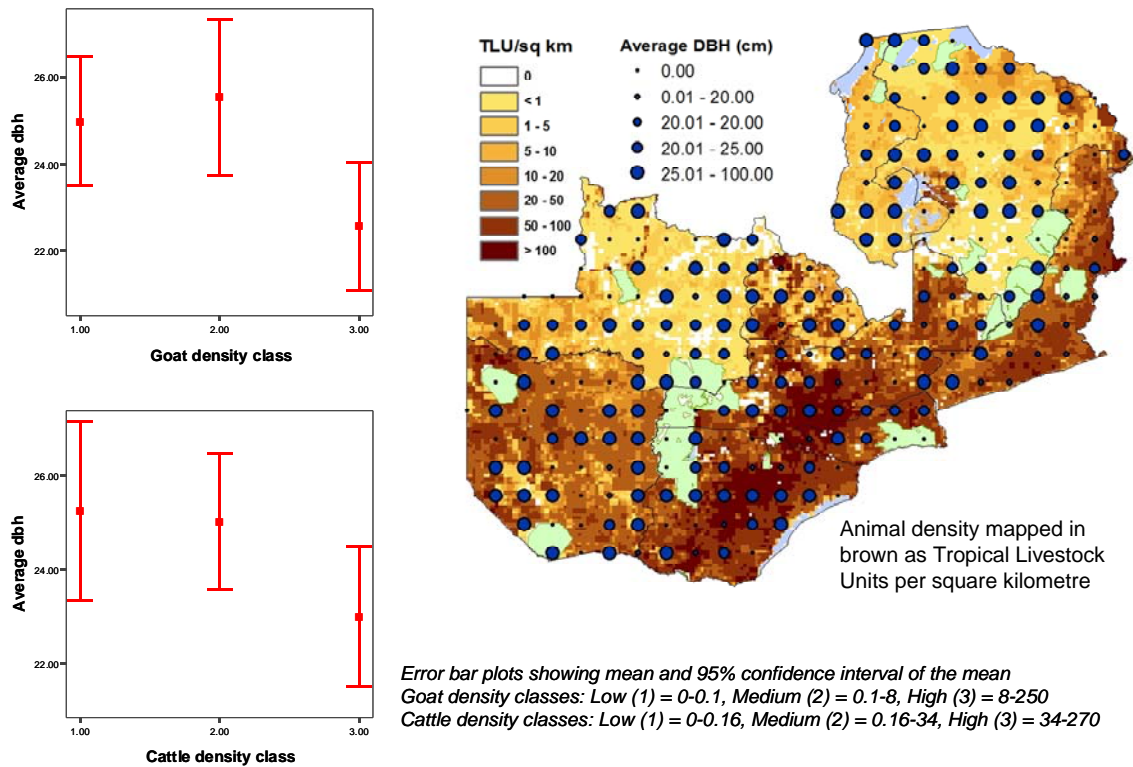 26.00
24.00
22.00
Average dbh
1.00
2.00
3.00
Goat density class
26.00
24.00
22.00
Average dbh
1.00
2.00
3.00
Cattle density class
TLU/sq km
0
< 1
1 - 5
5 - 10
10 - 20
20 - 50
50 - 100
> 100
Average DBH (cm)
0.00
0.01 - 20.00
20.01 - 20.00
20.01 - 25.00
25.01 - 100.00
Animal density mapped in
brown as Tropical Livestock
Units per square kilometre
Error bar plots showing mean and 95% confidence interval of the mean
Goat density classes: Low (1) = 0-0.1, Medium (2) = 0.1-8, High (3) = 8-250
Cattle density classes: Low (1) = 0-0.16, Medium (2) = 0.16-34, High (3) = 34-270